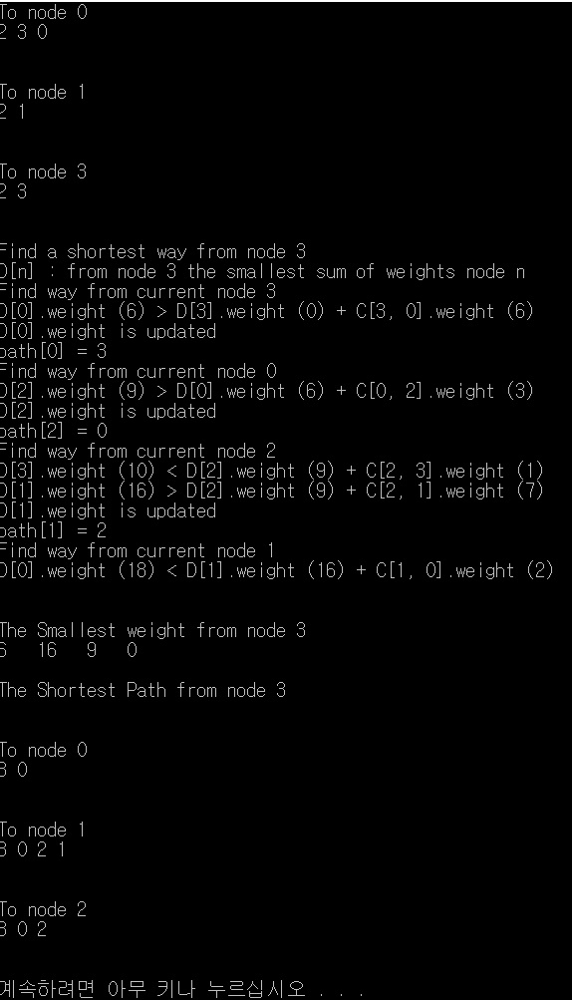 To node 0
2 3 0
To node 1
2 1
To node 3
2 3
Find a shortest way from node 3
D[n] : from node 3 the smallest sum of weights node n
Find way from current node 3
D[0].weight (6) > D[3].weight (0) + C[3, 0].weight (6)
D[0].weight is updated
path[0] = 3
Find way from current node 0
D[2].weight (9) > D[0].weight (6) + C[0, 2].weight (3)
D[2].weight is updated
path[2] = 0
Find way from current node 2
D[3].weight (10) < D[2].weight (9) + C[2, 3].weight (1)
D[1].weight (16) > D[2].weight (9) + C[2, 1].weight (7)
D[1].weight is updated
path[1] = 2
Find way from current node 1
D[0].weight (18) < D[1].weight (16) + C[1, 0].weight (2)
The Smallest weight from node 3
6 16 9 0
The Shortest Path from node 3
To node 0
3 0
To node 1
3 0 2 1
To node 2
3 0 2
계속하려면 아무 키나 누르십시오 . . .